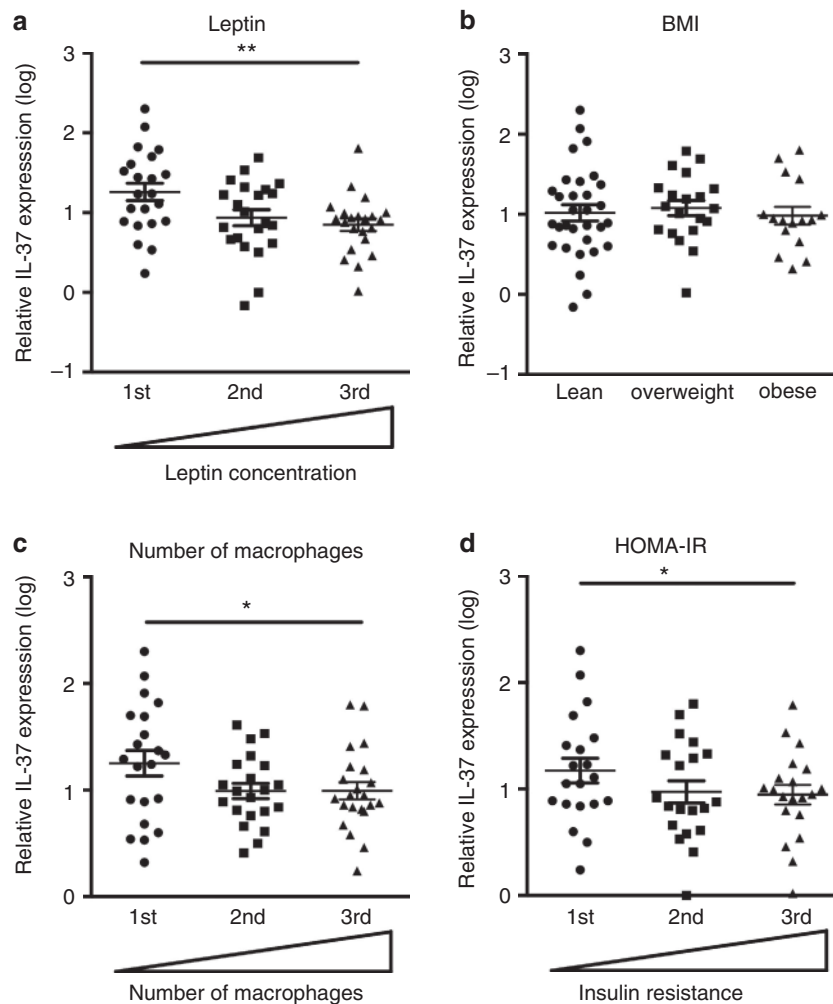 a
Leptin
**
Relative IL-37 expresssion (log)
3
2
1
0
–1
1st 2nd 3rd
Leptin concentration
b
BMI
Relative IL-37 expresssion (log)
3
2
1
0
–1
Lean overweight obese
c
Number of macrophages
*
Relative IL-37 expresssion (log)
3
2
1
0
1st 2nd 3rd
Number of macrophages
d
HOMA-IR
*
Relative IL-37 expresssion (log)
3
2
1
0
1st 2nd 3rd
Insulin resistance